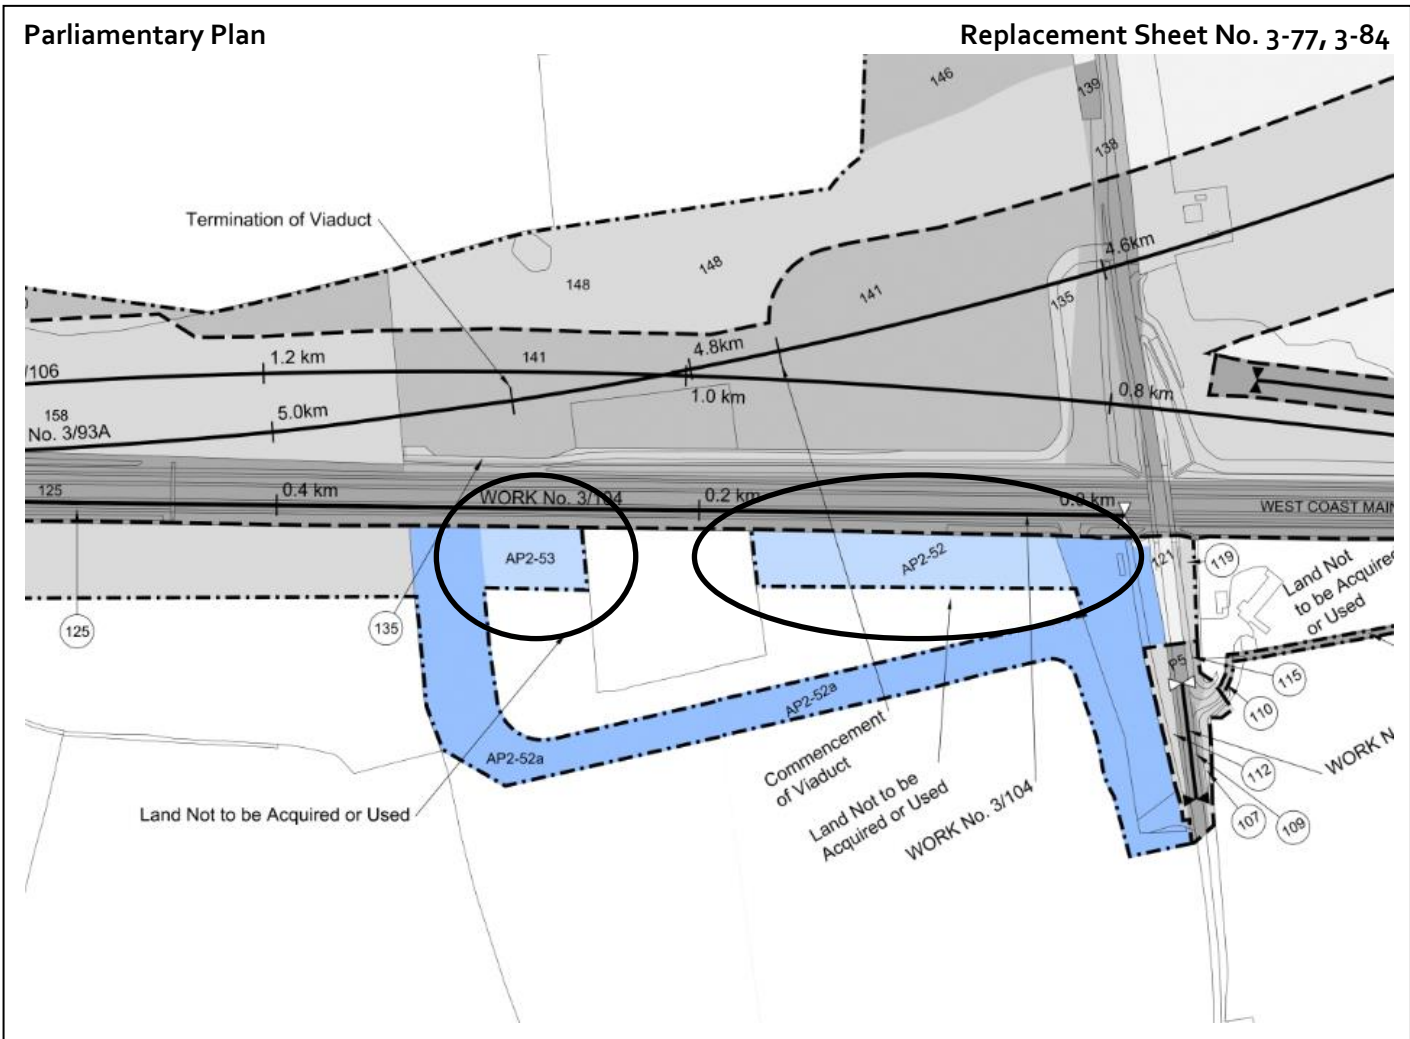 Parliamentary Plan
Replacement Sheet No. 3-77, 3-84
146
139
138
Termination of Viaduct
148
148
141
4.6km
135
/106
1.2 km
141
4.8km
1.0 km
0.8 km
158
5.0km
No. 3/93A
125
0.4 km
WORK No. 3/104
0.2 km
0.0 km
WEST COAST MAIN
AP2-53
AP2-52
121
119
Land Not
to be Acquired
or Used
125
135
P5
115
110
AP2-52a
AP2-52a
Commencement
of Viaduct
Land Not to be
Acquired or Used
WORK No. 3/104
WORK N
112
107
109
Land Not to be Acquired or Used